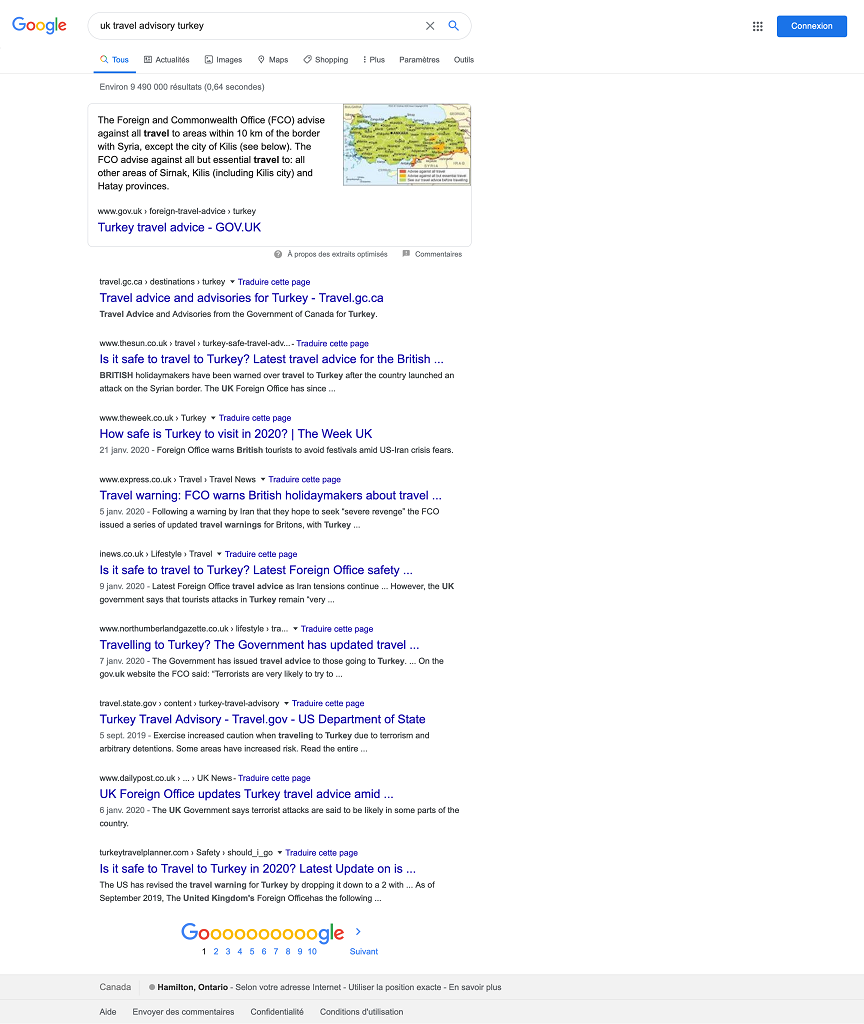 Google
uk travel advisory turkey
Connexion
Tous Actualités Images Maps Shopping Plus Paramètres Outils
Environ 9 490 000 résultats (0,64 secondes)
The Foreign and Commonwealth Office (FCO) advise
against all travel to areas within 10 km of the border
with Syria, except the city of Kilis (see below). The
FCO advise against all but essential travel to: all
other areas of Sirnak, Kilis (including Kilis city) and
Hatay provinces.
www.gov.uk › foreign-travel-advice › turkey
Turkey travel advice - GOV.UK
À propos des extraits optimisés Commentaires
travel.gc.ca › destinations › turkey Traduire cette page
Travel advice and advisories for Turkey - Travel.gc.ca
Travel Advice and Advisories from the Government of Canada for Turkey.
www.thesun.co.uk › travel › turkey-safe-travel-adv... - Traduire cette page
Is it safe to travel to Turkey? Latest travel advice for the British ...
BRITISH holidaymakers have been warned over travel to Turkey after the country launched an
attack on the Syrian border. The UK Foreign Office has since ...
www.theweek.co.uk › Turkey Traduire cette page
How safe is Turkey to visit in 2020? | The Week UK
21 janv. 2020 - Foreign Office warns British tourists to avoid festivals amid US-Iran crisis fears.
www.express.co.uk › Travel › Travel News Traduire cette page
Travel warning: FCO warns British holidaymakers about travel ...
5 janv. 2020 - Following a warning by Iran that they hope to seek “severe revenge” the FCO
issued a series of updated travel warnings for Britons, with Turkey ...
inews.co.uk › Lifestyle › Travel Traduire cette page
Is it safe to travel to Turkey? Latest Foreign Office safety ...
9 janv. 2020 - Latest Foreign Office travel advice as Iran tensions continue ... However, the UK
government says that tourists attacks in Turkey remain "very ...
www.northumberlandgazette.co.uk › lifestyle › tra... Traduire cette page
Travelling to Turkey? The Government has updated travel ...
7 janv. 2020 - The Government has issued travel advice to those going to Turkey. ... On the
gov.uk website the FCO said: "Terrorists are very likely to try to ...
travel.state.gov › content › turkey-travel-advisory Traduire cette page
Turkey Travel Advisory - Travel.gov - US Department of State
5 sept. 2019 - Exercise increased caution when traveling to Turkey due to terrorism and
arbitrary detentions. Some areas have increased risk. Read the entire ...
www.dailypost.co.uk › ... › UK News - Traduire cette page
UK Foreign Office updates Turkey travel advice amid ...
6 janv. 2020 - The UK Government says terrorist attacks are said to be likely in some parts of the
country.
turkeytravelplanner.com › Safety › should_i_go Traduire cette page
Is it safe to Travel to Turkey in 2020? Latest Update on is ...
The US has revised the travel warning for Turkey by dropping it down to a 2 with ... As of
September 2019, The United Kingdom's Foreign Officehas the following ...
Goooooooooogle
1 2 3 4 5 6 7 8 9 10 Suivant
Canada Hamilton, Ontario - Selon votre adresse Internet - Utiliser la position exacte - En savoir plus
Aide Envoyer des commentaires Confidentialité Conditions d'utilisation